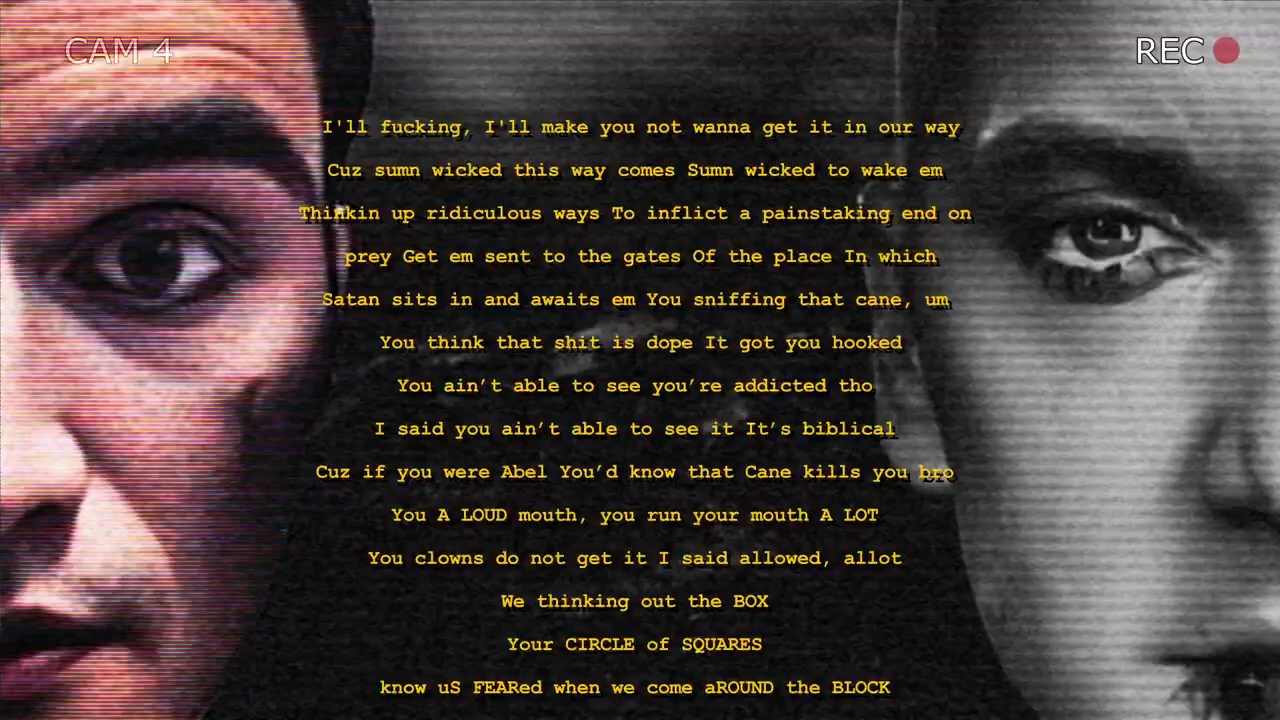 CAM 4
REC
I'll fucking, I'll make you not wanna get it in our way
Cuz sumn wicked this way comes Sumn wicked to wake em
Thinkin up ridiculous ways To inflict a painstaking end on
prey Get em sent to the gates Of the place In which
Satan sits in and awaits em You sniffing that cane, um
You think that shit is dope It got you hooked
You ain’t able to see you’re addicted tho
I said you ain’t able to see it It’s biblical
Cuz if you were Abel You’d know that Cane kills you bro
You A LOUD mouth, you run your mouth A LOT
You clowns do not get it I said allowed, allot
We thinking out the BOX
Your CIRCLE of SQUARES
know uS FEARed when we come aROUND the BLOCK